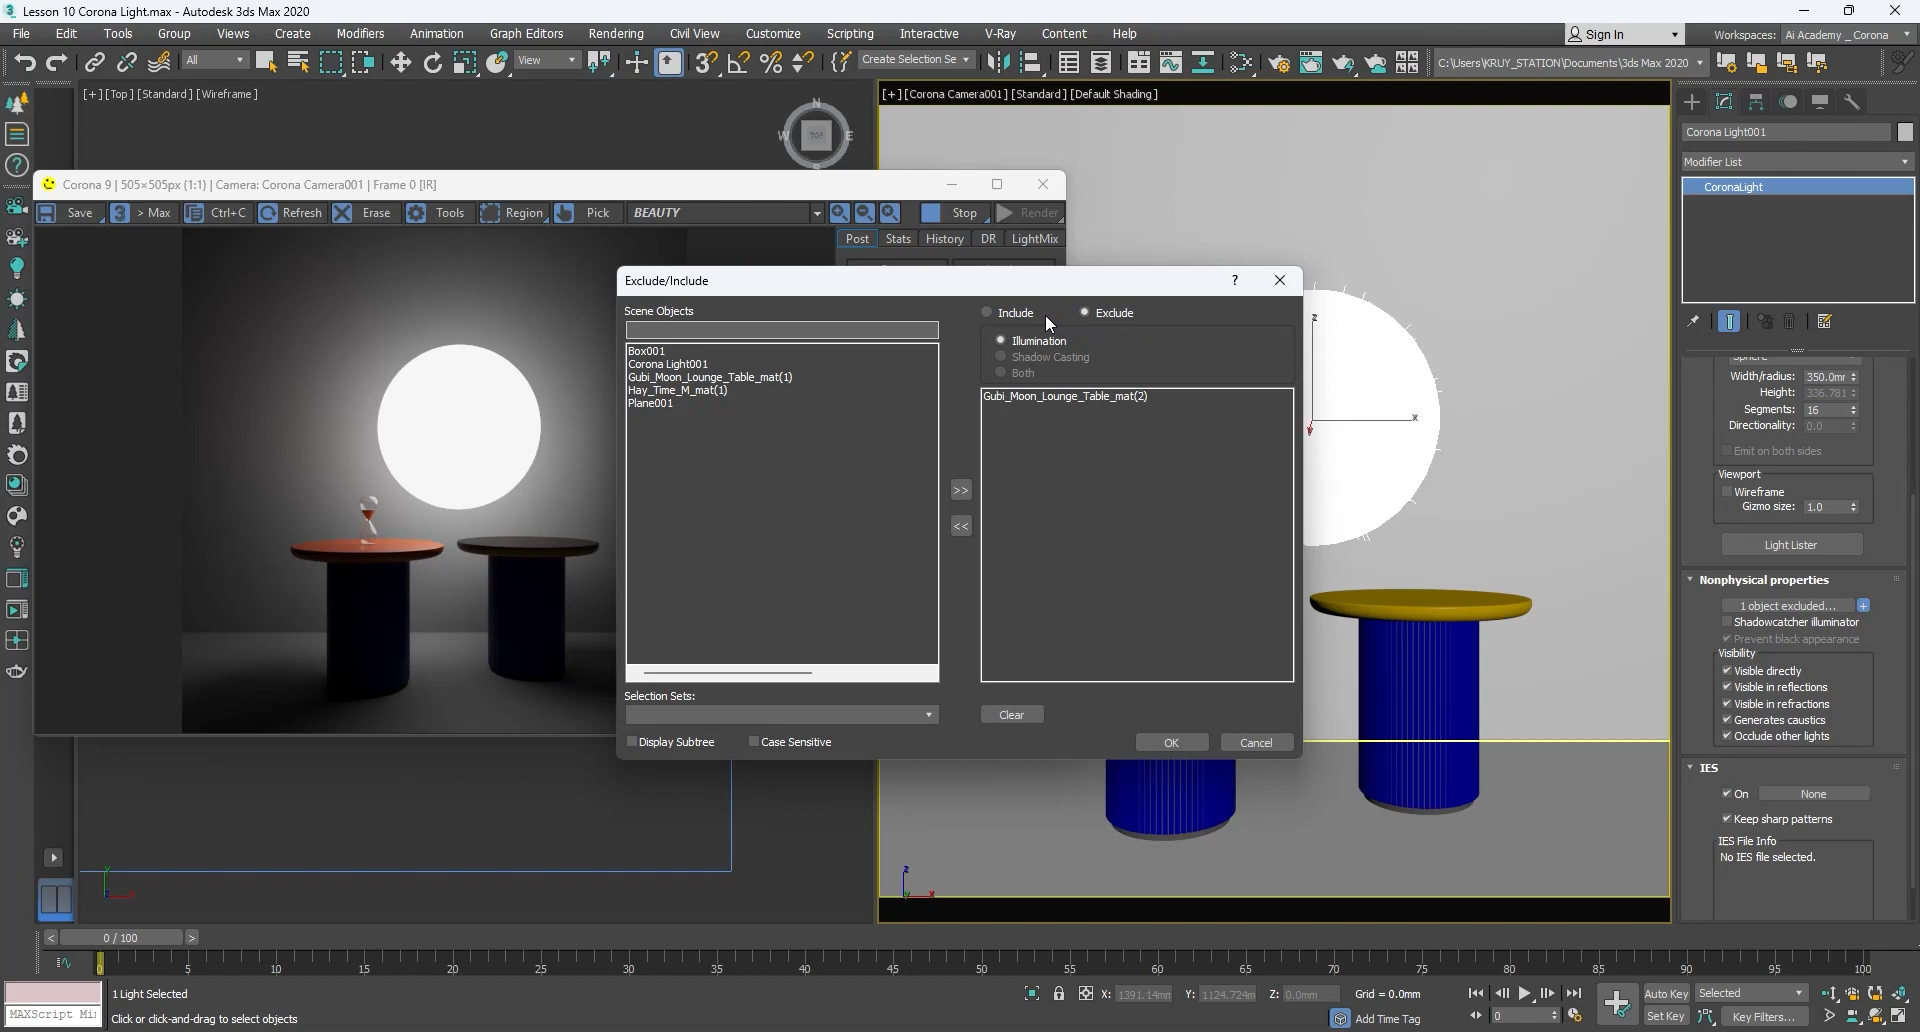 Lesson 10 Corona Light.max - Autodesk 3ds Max 2020
File Edit Tools Group Views Create Modifiers Animation Graph Editors Rendering Civil View Customize Scripting Interactive V-Ray Content Help
Sign In
Workspaces: Ai Academy _ Corona
All
View
Create Selection Se
C:\Users\KRUY_STATION\Documents\3ds Max 2020
[+] [Top] [Standard] [Wireframe]
N
W TOP E
[+] [Corona Camera001] [Standard] [Default Shading]
Corona Light001
Modifier List
CoronaLight
Corona 9 | 505×505px (1:1) | Camera: Corona Camera001 | Frame 0 [IR]
Save 3 > Max Ctrl+C Refresh Erase Tools Region Pick BEAUTY Stop Render
Post Stats History DR LightMix
Exclude/Include
?
Scene Objects
Include
Exclude
Illumination
Shadow Casting
Both
Box001
Corona Light001
Gubi_Moon_Lounge_Table_mat(1)
Hay_Time_M_mat(1)
Plane001
Gubi_Moon_Lounge_Table_mat(2)
>>
<<
Selection Sets:
Clear
Display Subtree
Case Sensitive
OK
Cancel
z
x
Width/radius: 350.0mr
Height: 336.781
Segments: 16
Directionality: 0.0
Emit on both sides
Viewport
Wireframe
Gizmo size: 1.0
Light Lister
Nonphysical properties
1 object excluded... +
Shadowcatcher illuminator
Prevent black appearance
Visibility
Visible directly
Visible in reflections
Visible in refractions
Generates caustics
Occlude other lights
IES
On None
Keep sharp patterns
IES File Info
No IES file selected.
< 0 / 100 >
0 5 10 15 20 25 30 35 40 45 50 55 60 65 70 75 80 85 90 95 100
1 Light Selected
X: 1391.14mm Y: 1124.724m Z: 0.0mm Grid = 0.0mm
Auto Key Selected
MAXScript Mi
Click or click-and-drag to select objects
Add Time Tag
0
Set Key Key Filters...